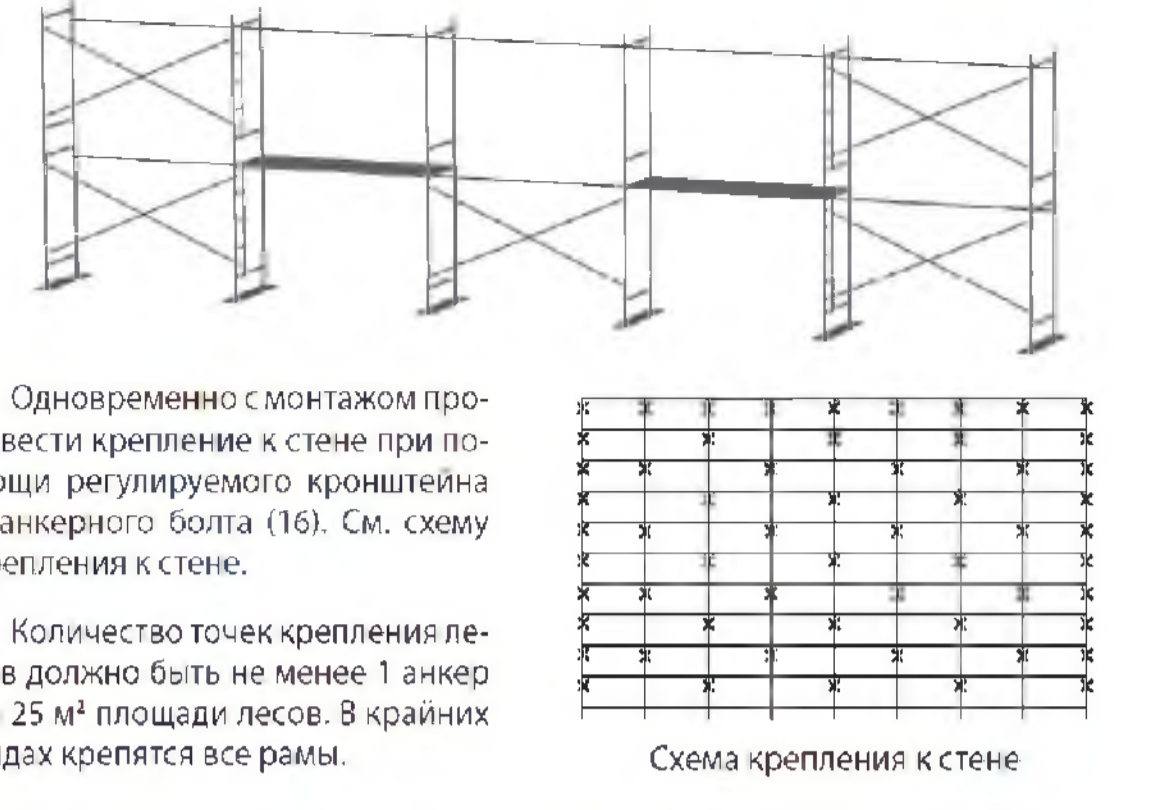 Одновременно с монтажом про-
вести крепление к стене при по-
ощи регулируемого кронштейна
анкерного болта (16). См. схему
епления к стене.
Количество точек крепления ле-
в должно быть не менее 1 анкер
25 м² площади лесов. В крайних
дах крепятся все рамы.
Схема крепления к стене